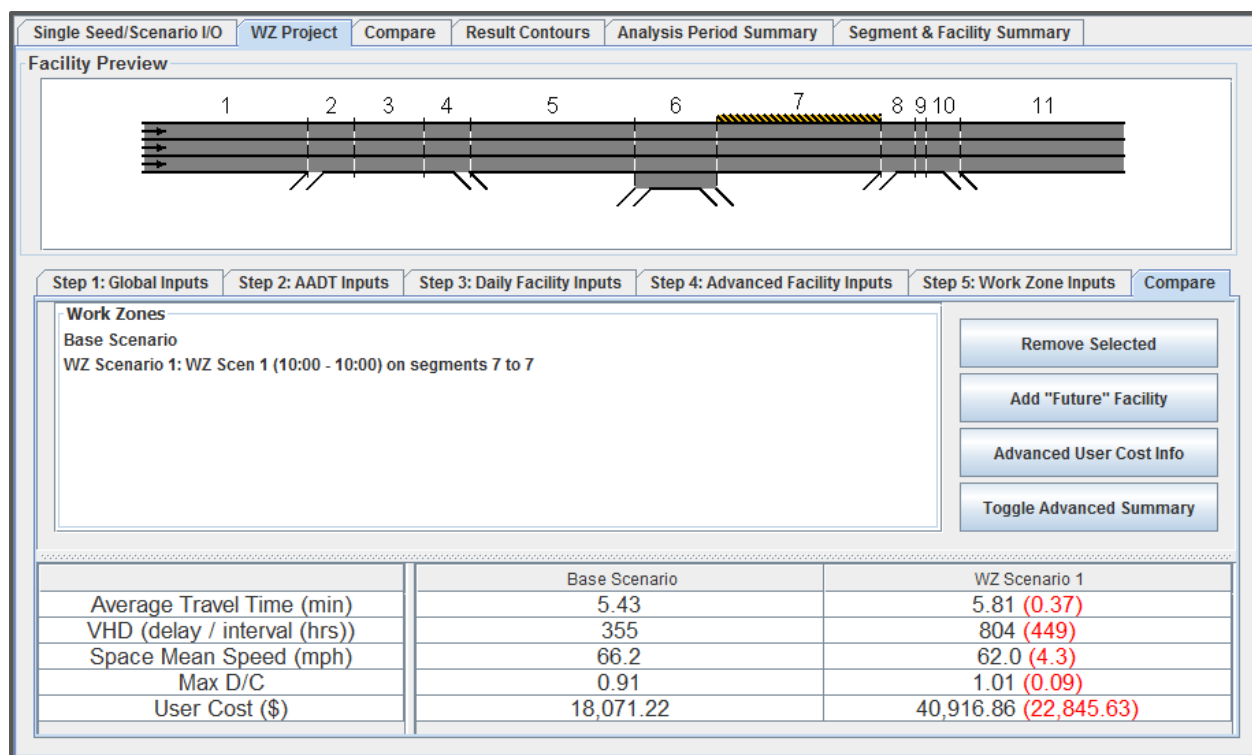 Single Seed/Scenario I/O WZ Project Compare Result Contours Analysis Period Summary Segment & Facility Summary
Facility Preview
1 2 3 4 5 6 7 8 9 10 11
Step 1: Global Inputs Step 2: AADT Inputs Step 3: Daily Facility Inputs Step 4: Advanced Facility Inputs Step 5: Work Zone Inputs Compare
Work Zones
Base Scenario
WZ Scenario 1: WZ Scen 1 (10:00 - 10:00) on segments 7 to 7
Remove Selected
Add "Future" Facility
Advanced User Cost Info
Toggle Advanced Summary
Base Scenario WZ Scenario 1
Average Travel Time (min) 5.43 5.81 (0.37)
VHD (delay / interval (hrs)) 355 804 (449)
Space Mean Speed (mph) 66.2 62.0 (4.3)
Max D/C 0.91 1.01 (0.09)
User Cost ($) 18,071.22 40,916.86 (22,845.63)